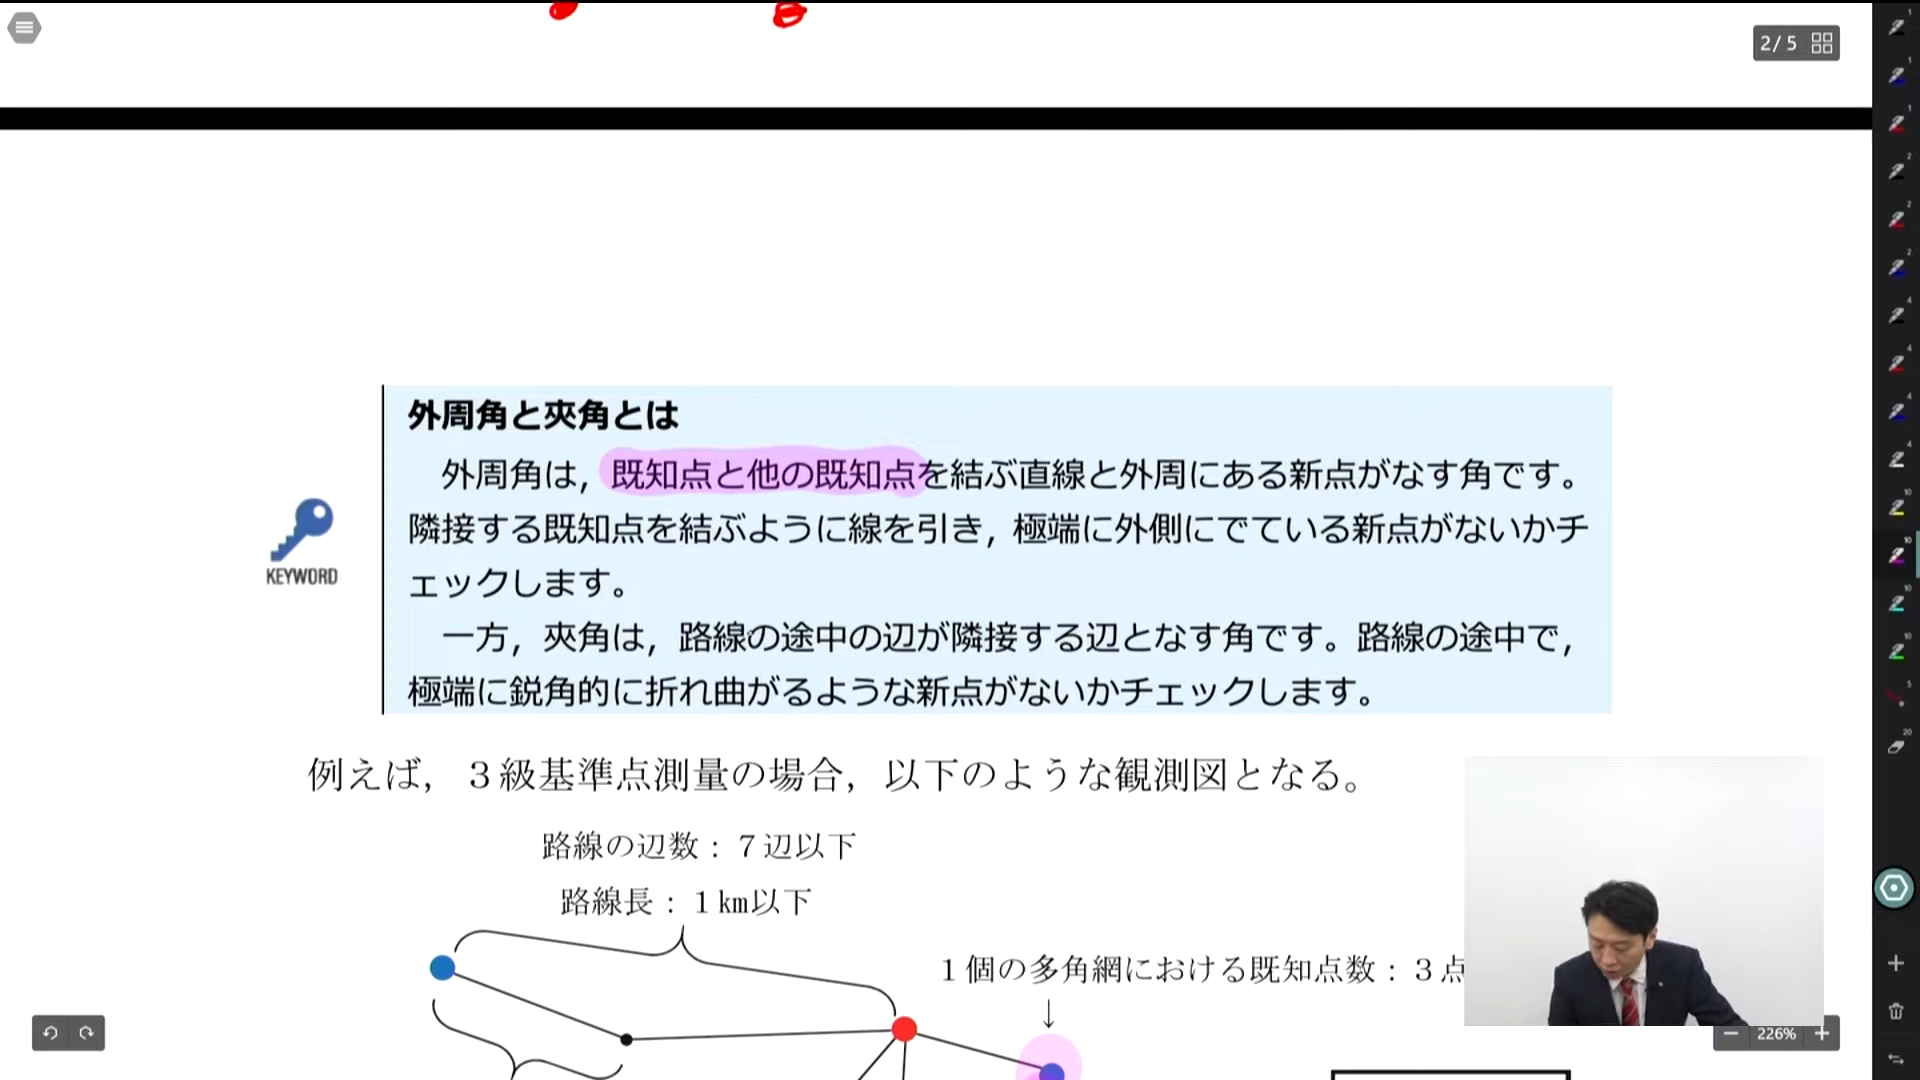 2/5
外周角と夾角とは
外周角は，既知点と他の既知点を結ぶ直線と外周にある新点がなす角です。
隣接する既知点を結ぶように線を引き，極端に外側にでている新点がないかチ
ェックします。
一方，夾角は，路線の途中の辺が隣接する辺となす角です。路線の途中で，
極端に鋭角的に折れ曲がるような新点がないかチェックします。
KEYWORD
例えば，３級基準点測量の場合，以下のような観測図となる。
路線の辺数：７辺以下
路線長：１km以下
１個の多角網における既知点数：３点
226%